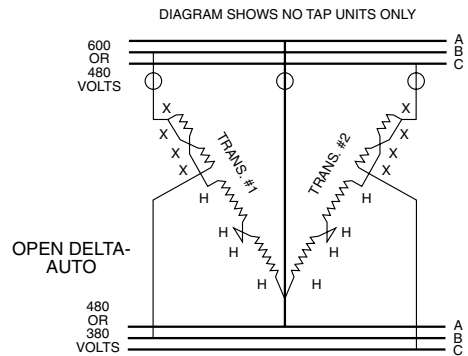 DIAGRAM SHOWS NO TAP UNITS ONLY
600
OR
480
VOLTS
A
B
C
X
X
X
X
H
H
H
H
TRANS. #1
TRANS. #2
X
X
X
X
H
H
H
H
OPEN DELTA-
AUTO
480
OR
380
VOLTS
A
B
C